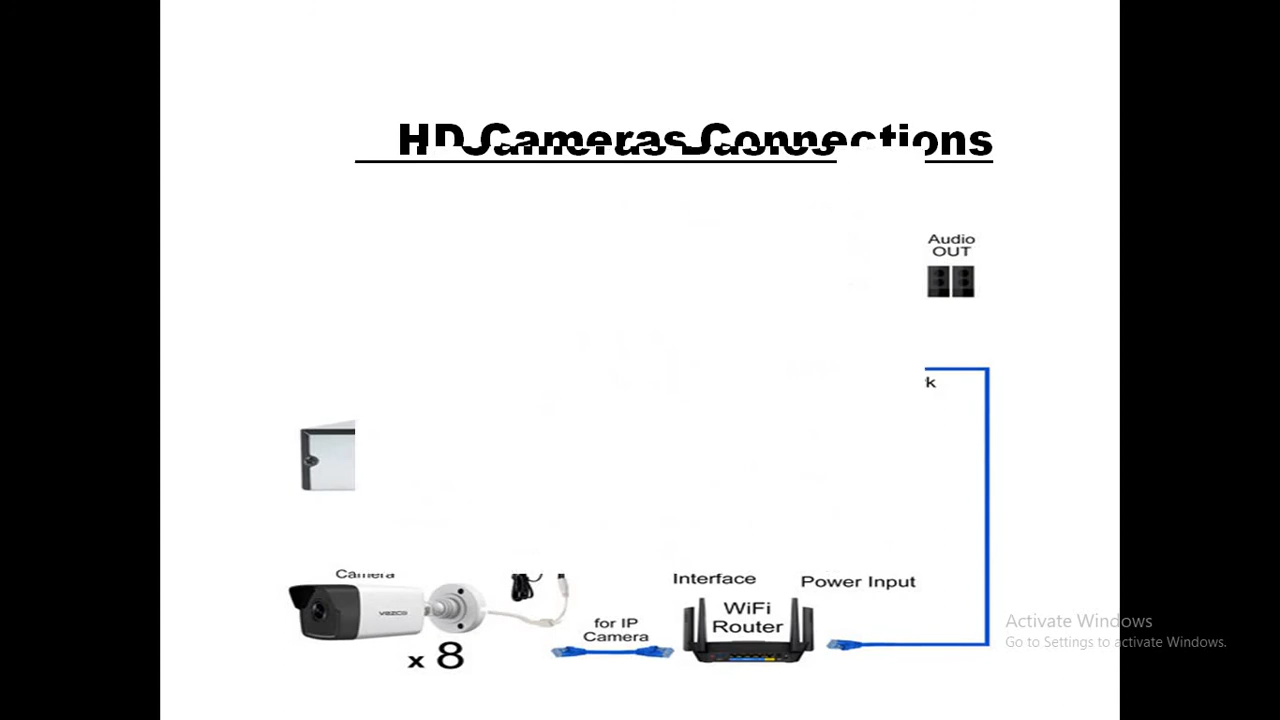 HD Cameras Connections
Audio
OUT
k
Camera
Interface
Power Input
WiFi
Router
for IP
Camera
x 8
Activate Windows
Go to Settings to activate Windows.